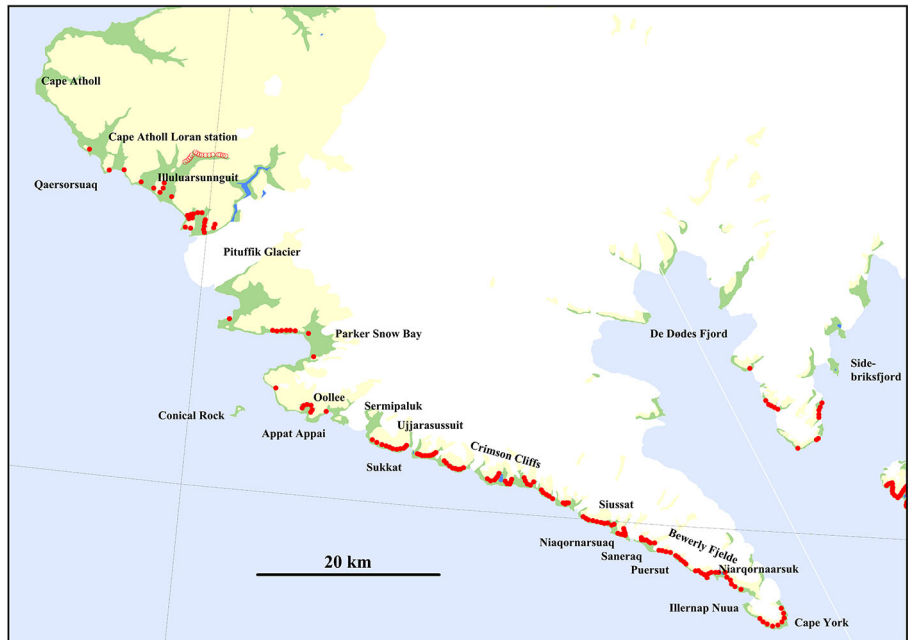 Cape Atholl
Cape Atholl Loran station
Qaersorsuaq
Illuluarsunnguit
Pituffik Glacier
Parker Snow Bay
De Dødes Fjord
Side-
briksfjord
Conical Rock
Oollee
Appat Appai
Sermipaluk
Ujjarasussuit
Sukkat
Crimson Cliffs
Siussat
Niaqornarsuaq
Saneraq
Bewerly Fjelde
Puersut
Niarqornaarsuk
Illernap Nuua
Cape York
20 km